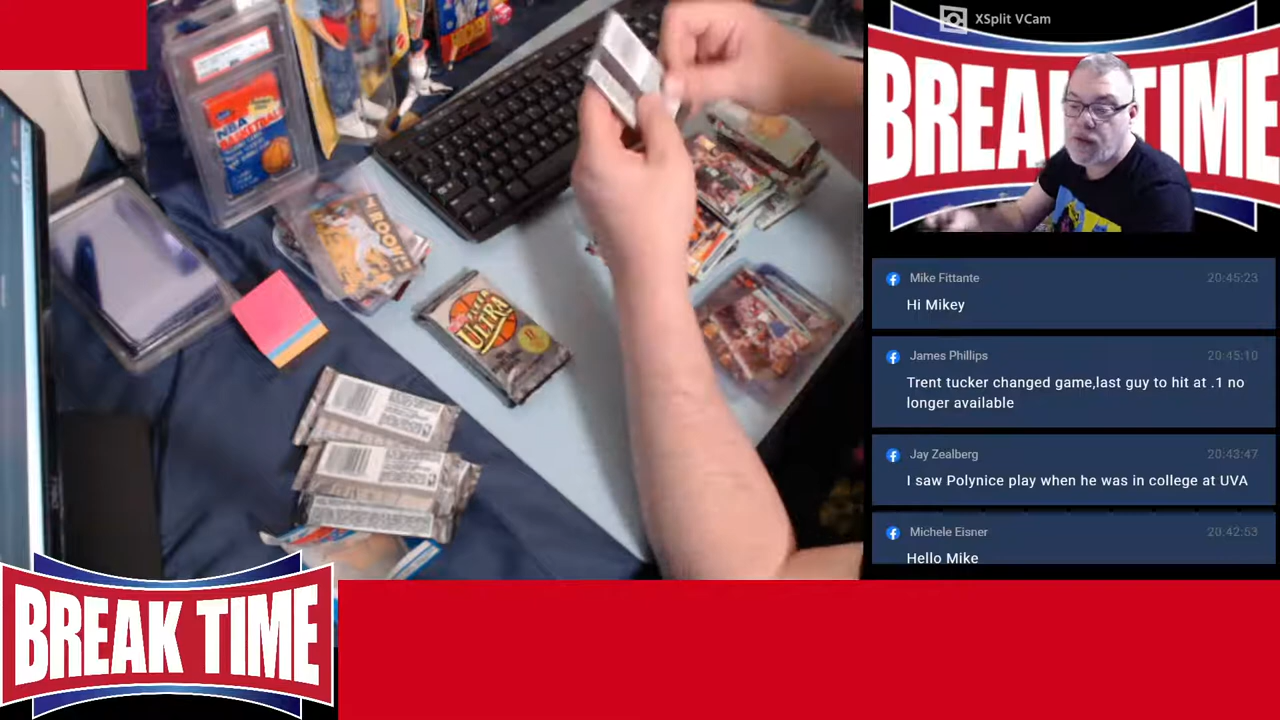 XSplit VCam
BREAK TIME
Mike Fittante 20:45:23
Hi Mikey
James Phillips 20:45:10
Trent tucker changed game,last guy to hit at .1 no
longer available
Jay Zealberg 20:43:47
I saw Polynice play when he was in college at UVA
Michele Eisner 20:42:53
Hello Mike
NBA
BASKETBALL
ROOKIE
ULTRA
HOCKEY
BREAK TIME